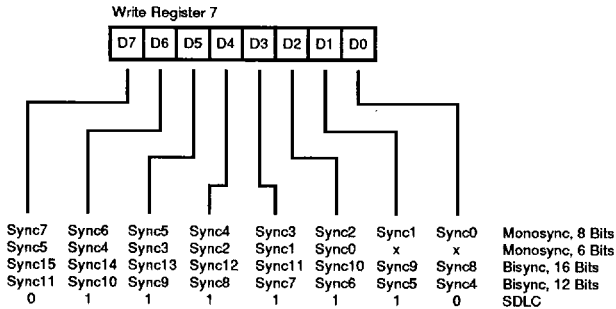 Write Register 7
D7 D6 D5 D4 D3 D2 D1 D0
Sync7 Sync6 Sync5 Sync4 Sync3 Sync2 Sync1 Sync0 Monosync, 8 Bits
Sync5 Sync4 Sync3 Sync2 Sync1 Sync0 x x Monosync, 6 Bits
Sync15 Sync14 Sync13 Sync12 Sync11 Sync10 Sync9 Sync8 Bisync, 16 Bits
Sync11 Sync10 Sync9 Sync8 Sync7 Sync6 Sync5 Sync4 Bisync, 12 Bits
0 1 1 1 1 1 1 0 SDLC